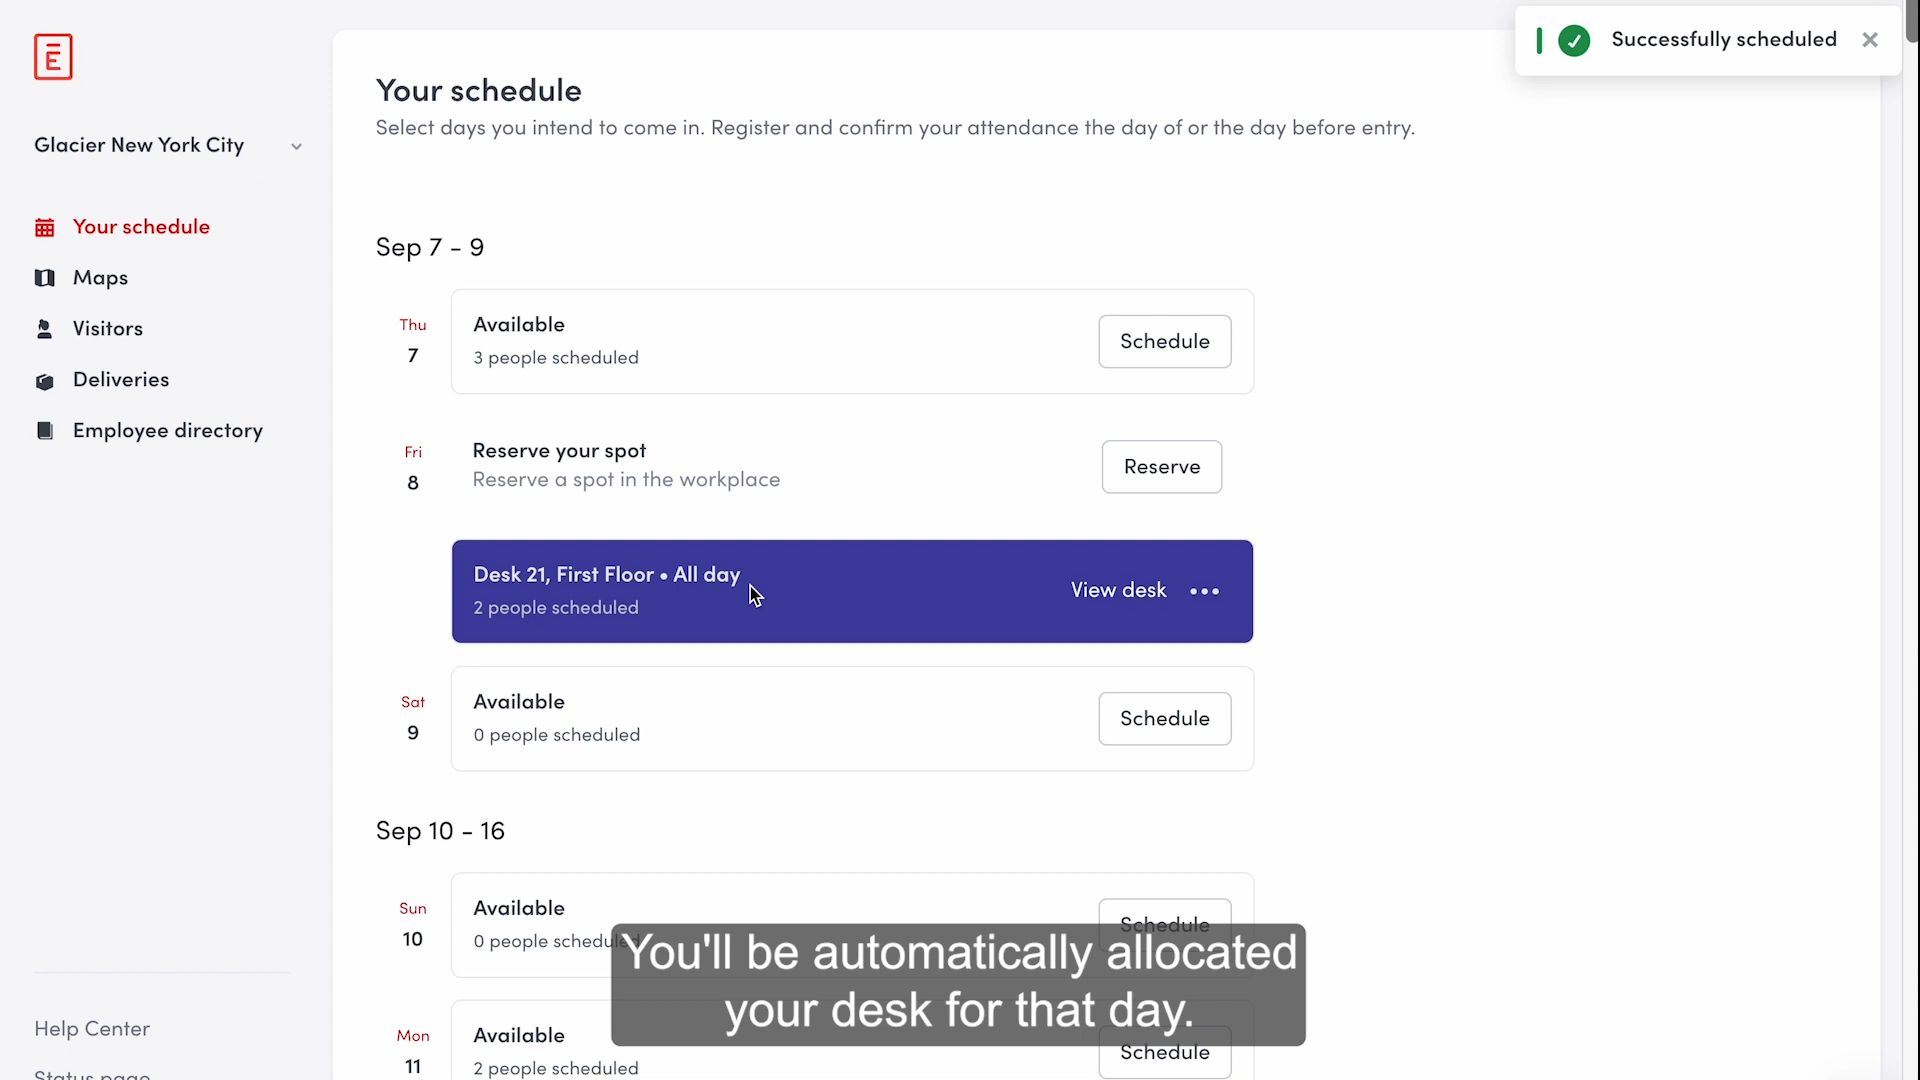 Successfully scheduled
Glacier New York City
Your schedule
Maps
Visitors
Deliveries
Employee directory
Help Center
Status page
Your schedule
Select days you intend to come in. Register and confirm your attendance the day of or the day before entry.
Sep 7 - 9
Thu
7
Available
3 people scheduled
Schedule
Fri
8
Reserve your spot
Reserve a spot in the workplace
Reserve
Desk 21, First Floor • All day
2 people scheduled
View desk
Sat
9
Available
0 people scheduled
Schedule
Sep 10 - 16
Sun
10
Available
0 people scheduled
Schedule
Mon
11
Available
2 people scheduled
Schedule
You'll be automatically allocated
your desk for that day.